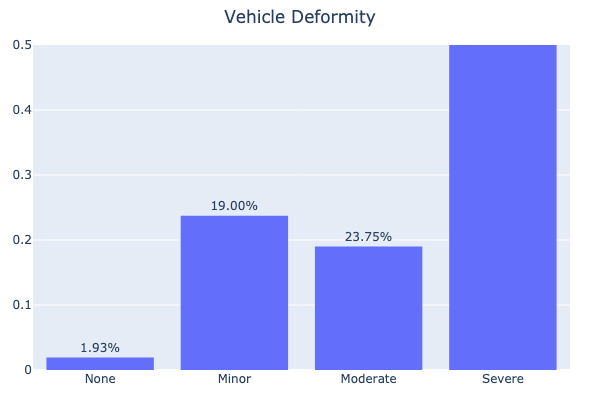 Vehicle Deformity
0.5
0.4
0.3
0.2
0.1
0
1.93%
19.00%
23.75%
None
Minor
Moderate
Severe